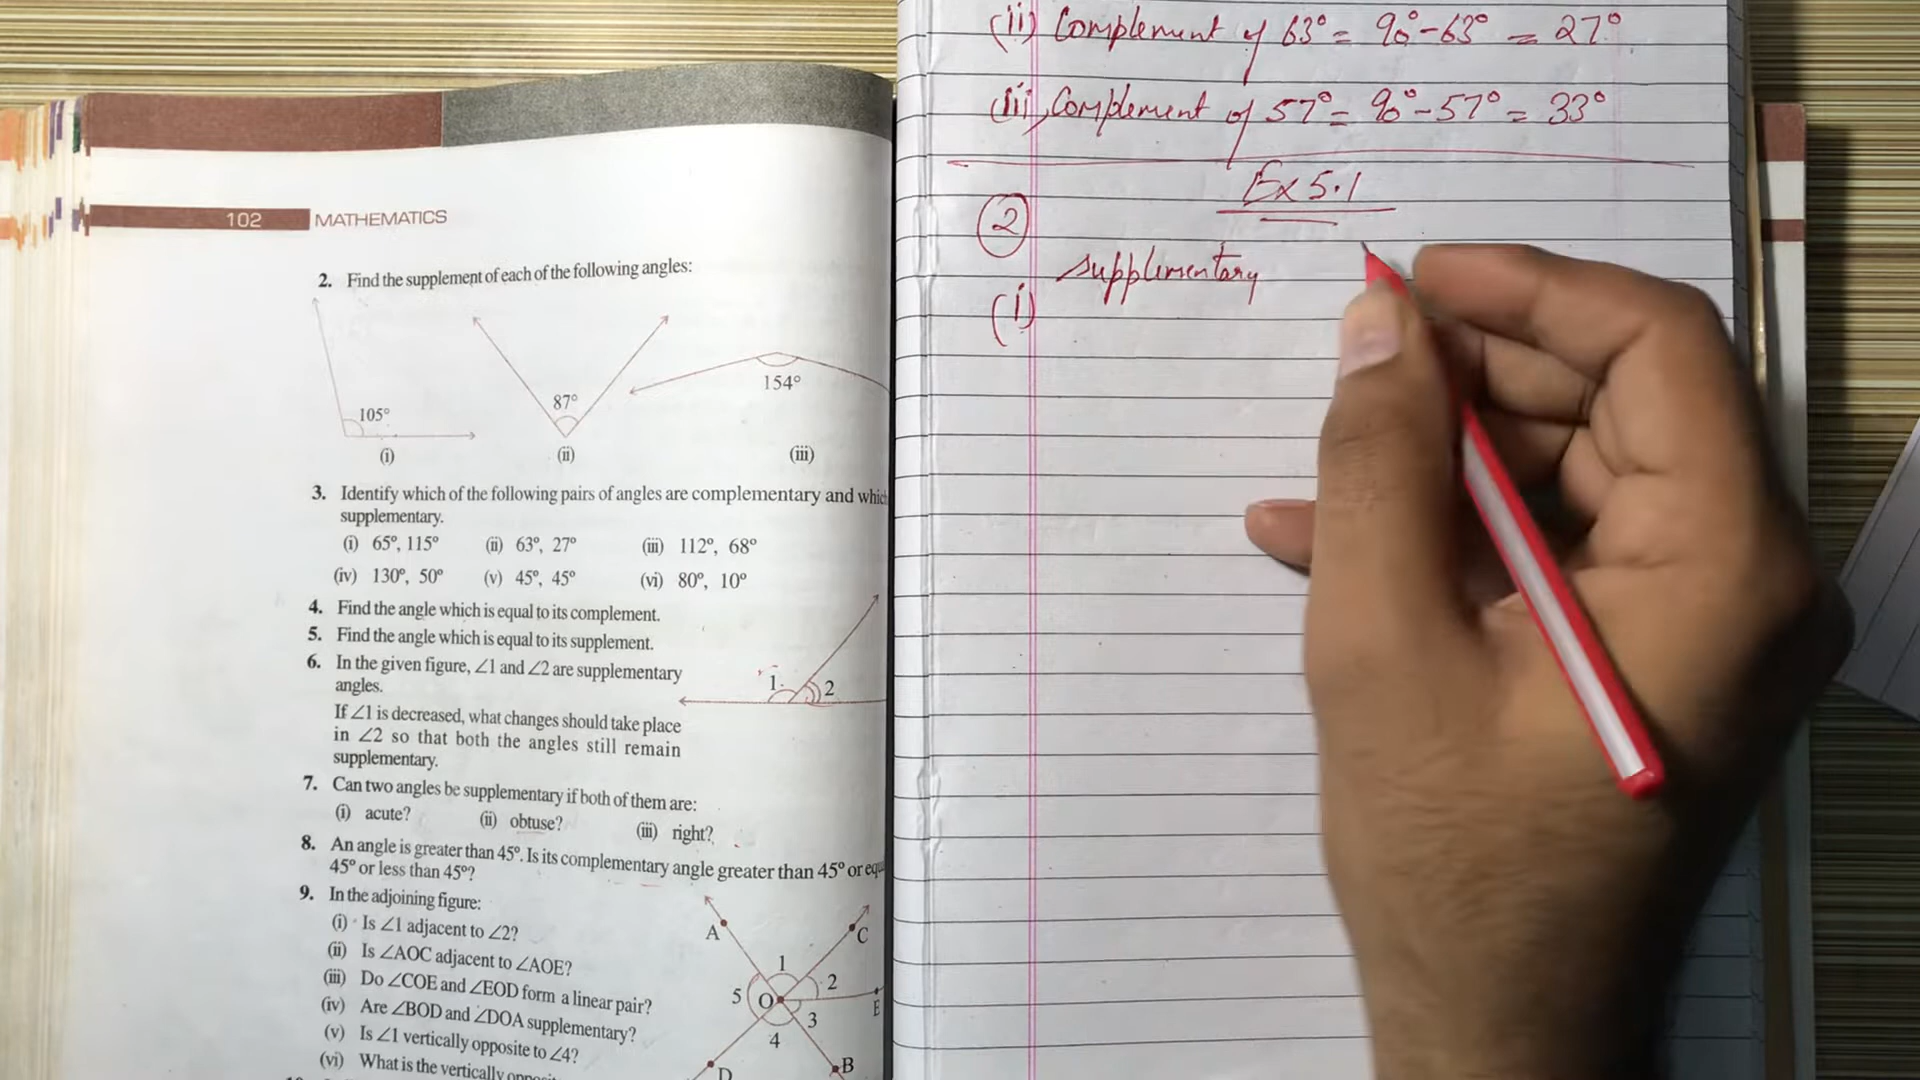 102 MATHEMATICS
2. Find the supplement of each of the following angles:
105°
87°
154°
(i)
(ii)
(iii)
3. Identify which of the following pairs of angles are complementary and which
supplementary.
(i) 65°, 115° (ii) 63°, 27° (iii) 112°, 68°
(iv) 130°, 50° (v) 45°, 45° (vi) 80°, 10°
4. Find the angle which is equal to its complement.
5. Find the angle which is equal to its supplement.
6. In the given figure, ∠1 and ∠2 are supplementary
angles.
If ∠1 is decreased, what changes should take place
in ∠2 so that both the angles still remain
supplementary.
1
2
7. Can two angles be supplementary if both of them are:
(i) acute? (ii) obtuse? (iii) right?
8. An angle is greater than 45°. Is its complementary angle greater than 45° or
45° or less than 45°?
9. In the adjoining figure:
(i) Is ∠1 adjacent to ∠2?
(ii) Is ∠AOC adjacent to ∠AOE?
(iii) Do ∠COE and ∠EOD form a linear pair?
(iv) Are ∠BOD and ∠DOA supplementary?
(v) Is ∠1 vertically opposite to ∠4?
(vi) What is the vertically
A
C
1
2
5
O
E
3
4
D
B
(ii) Complement of 63° = 90° - 63° = 27°
(iii) Complement of 57° = 90° - 57° = 33°
Ex 5.1
2
supplementary
(i)